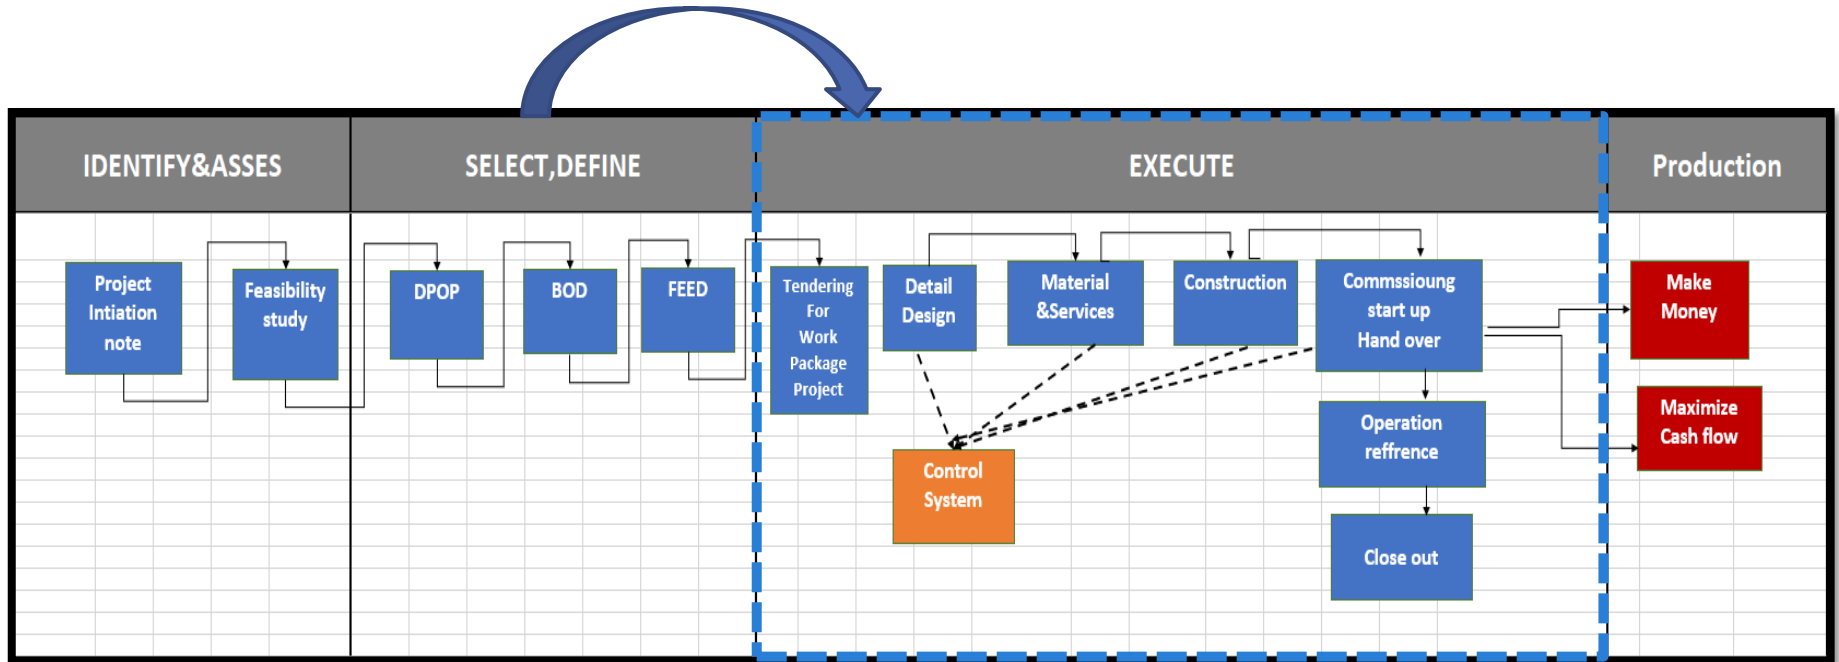 IDENTIFY&ASSES
SELECT,DEFINE
EXECUTE
Production
Project
Intiation
note
Feasibility
study
DPOP
BOD
FEED
Tendering
For
Work
Package
Project
Detail
Design
Material
&Services
Construction
Commssioung
start up
Hand over
Make
Money
Maximize
Cash flow
Operation
reffrence
Control
System
Close out